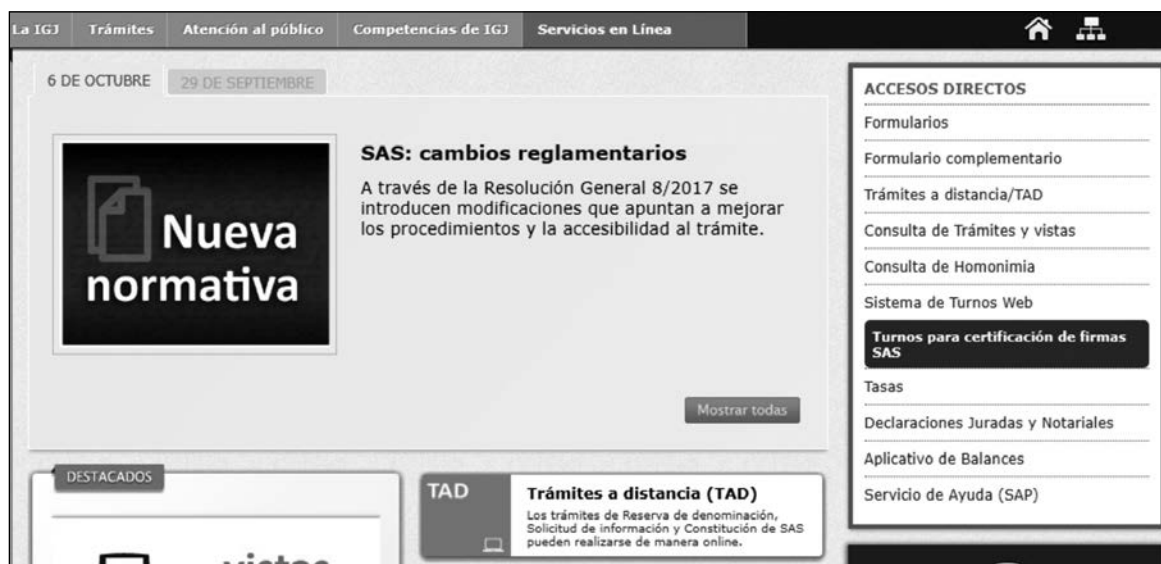 La IGJ Trámites Atención al público Competencias de IGJ Servicios en Línea
6 DE OCTUBRE 29 DE SEPTIEMBRE
Nueva
normativa
SAS: cambios reglamentarios
A través de la Resolución General 8/2017 se
introducen modificaciones que apuntan a mejorar
los procedimientos y la accesibilidad al trámite.
Mostrar todas
DESTACADOS
vistas
TAD
Trámites a distancia (TAD)
Los trámites de Reserva de denominación,
Solicitud de información y Constitución de SAS
pueden realizarse de manera online.
ACCESOS DIRECTOS
Formularios
Formulario complementario
Trámites a distancia/TAD
Consulta de Trámites y vistas
Consulta de Homonimia
Sistema de Turnos Web
Turnos para certificación de firmas
SAS
Tasas
Declaraciones Juradas y Notariales
Aplicativo de Balances
Servicio de Ayuda (SAP)